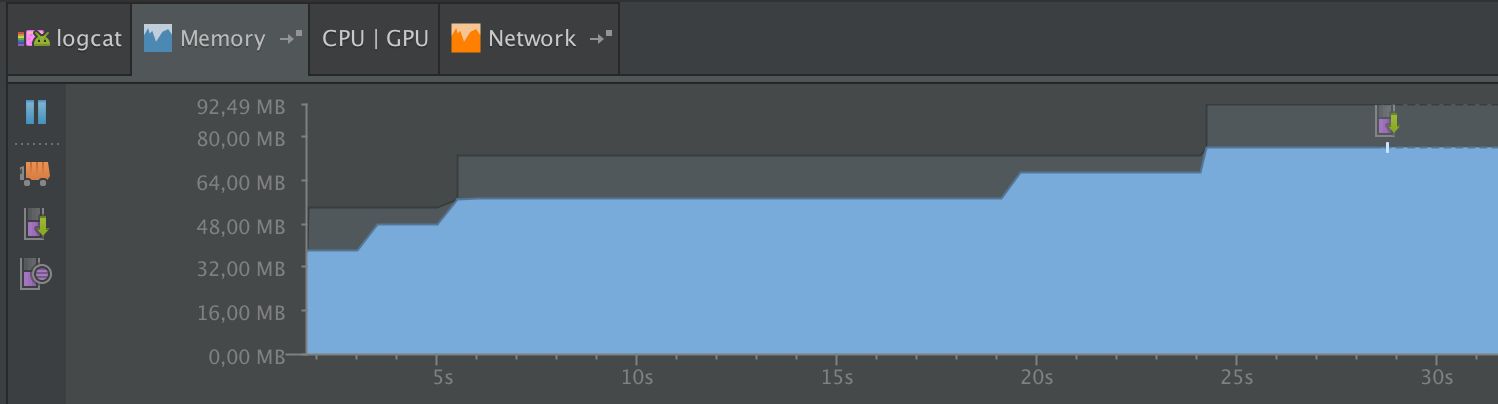 logcat Memory CPU | GPU Network
92,49 MB
80,00 MB
64,00 MB
48,00 MB
32,00 MB
16,00 MB
0,00 MB
5s 10s 15s 20s 25s 30s